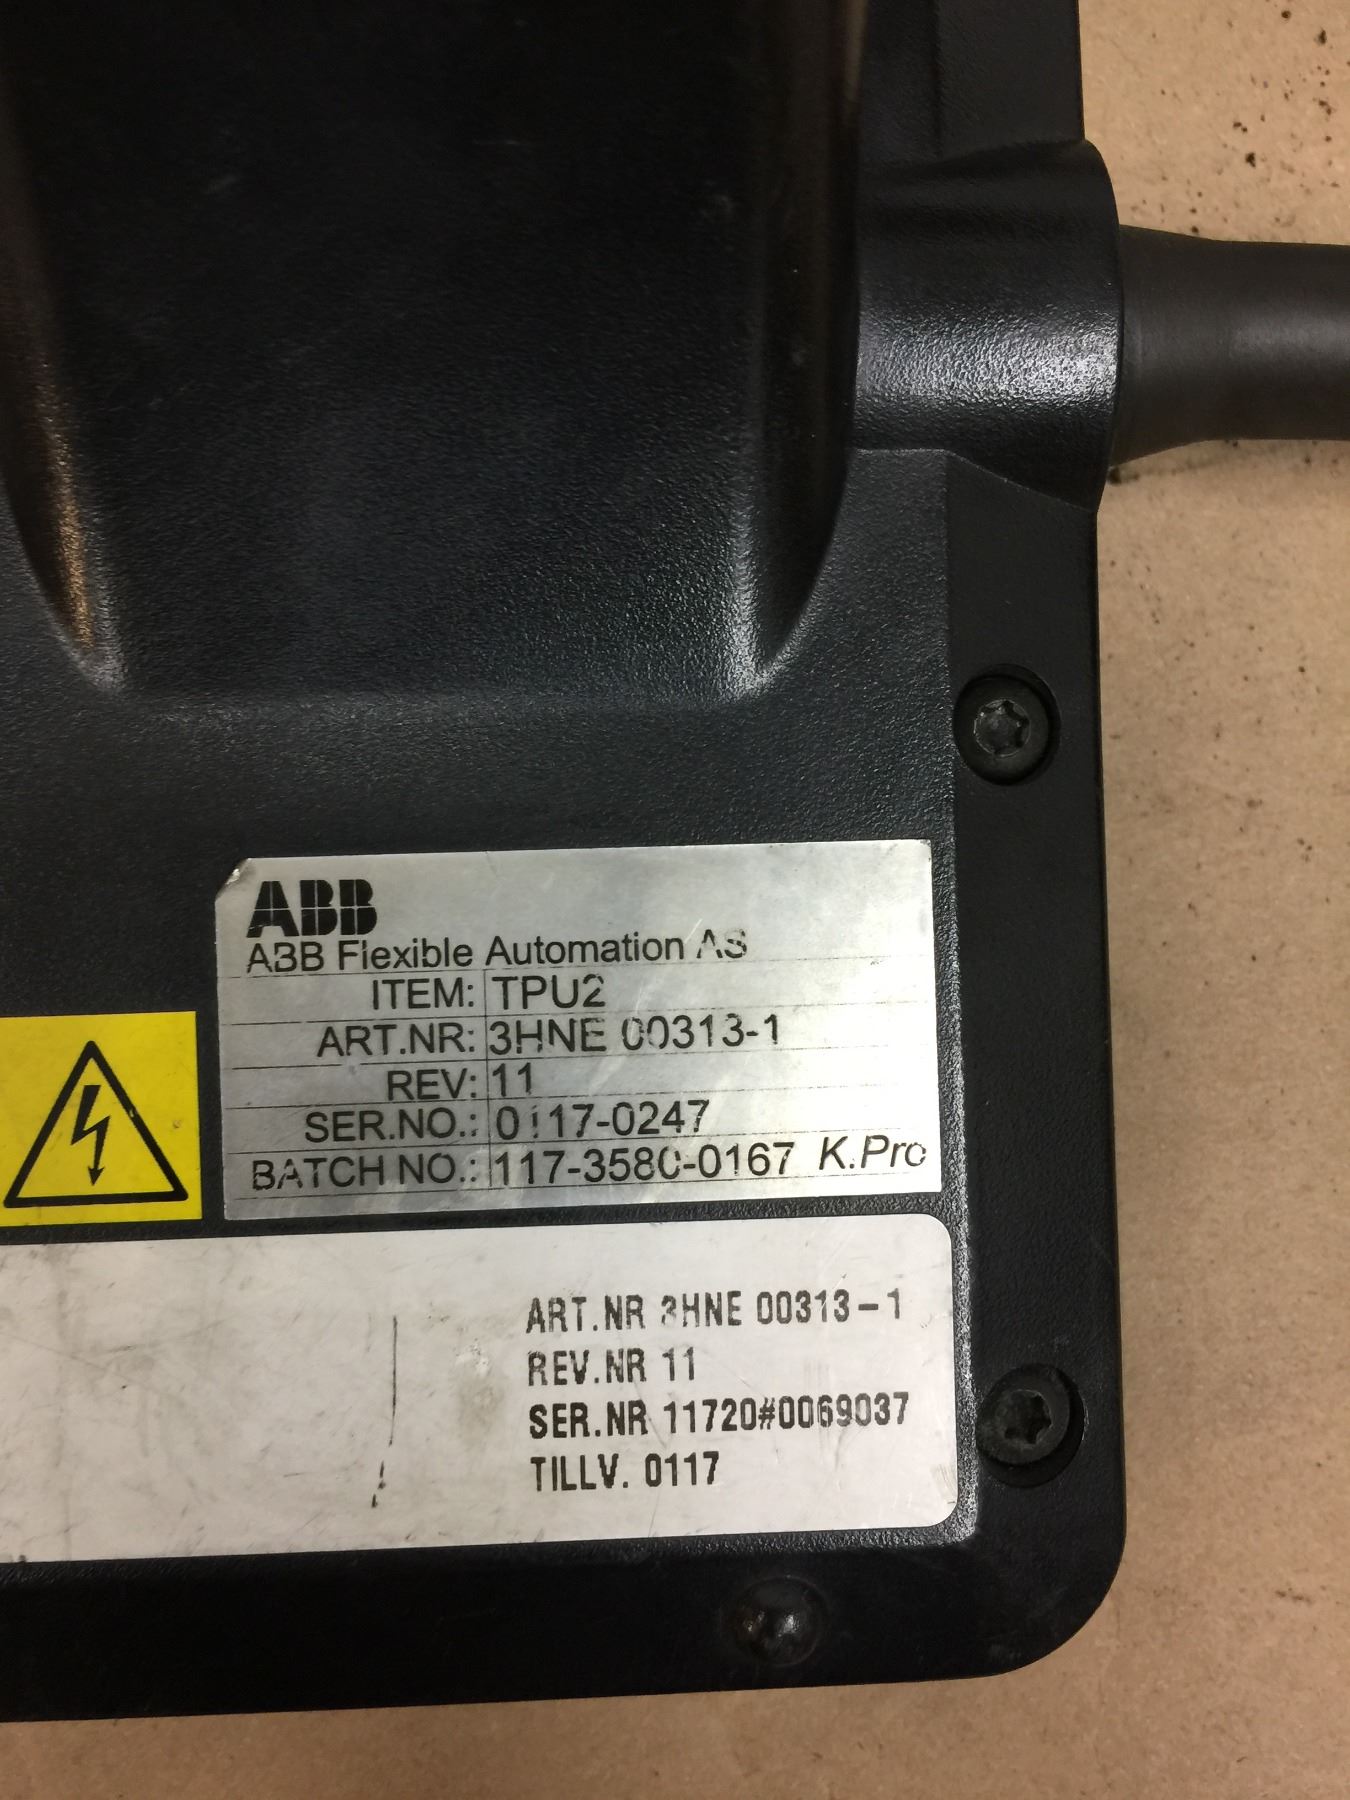 ABB
ABB Flexible Automation AS
ITEM: TPU2
ART.NR: 3HNE 00313-1
REV: 11
SER.NO.: 0117-0247
BATCH NO.: 117-3580-0167 K.Pro
ART.NR 3HNE 00313-1
REV.NR 11
SER.NR 11720#0069037
TILLV. 0117